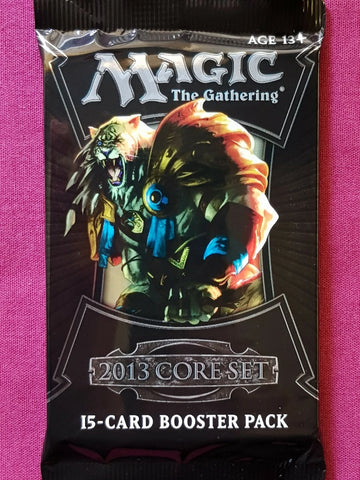 AGE 13+
MAGIC
The Gathering®
2013 CORE SET
15-CARD BOOSTER PACK